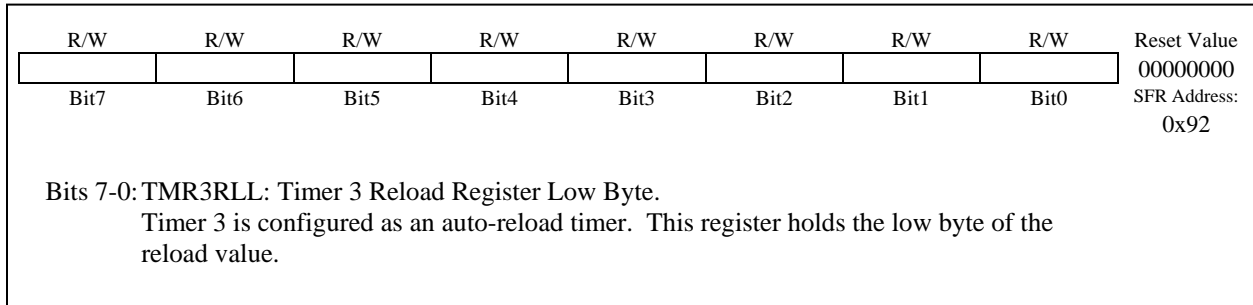 R/W R/W R/W R/W R/W R/W R/W R/W Reset Value
00000000
Bit7 Bit6 Bit5 Bit4 Bit3 Bit2 Bit1 Bit0 SFR Address:
0x92
Bits 7-0: TMR3RLL: Timer 3 Reload Register Low Byte.
Timer 3 is configured as an auto-reload timer. This register holds the low byte of the
reload value.